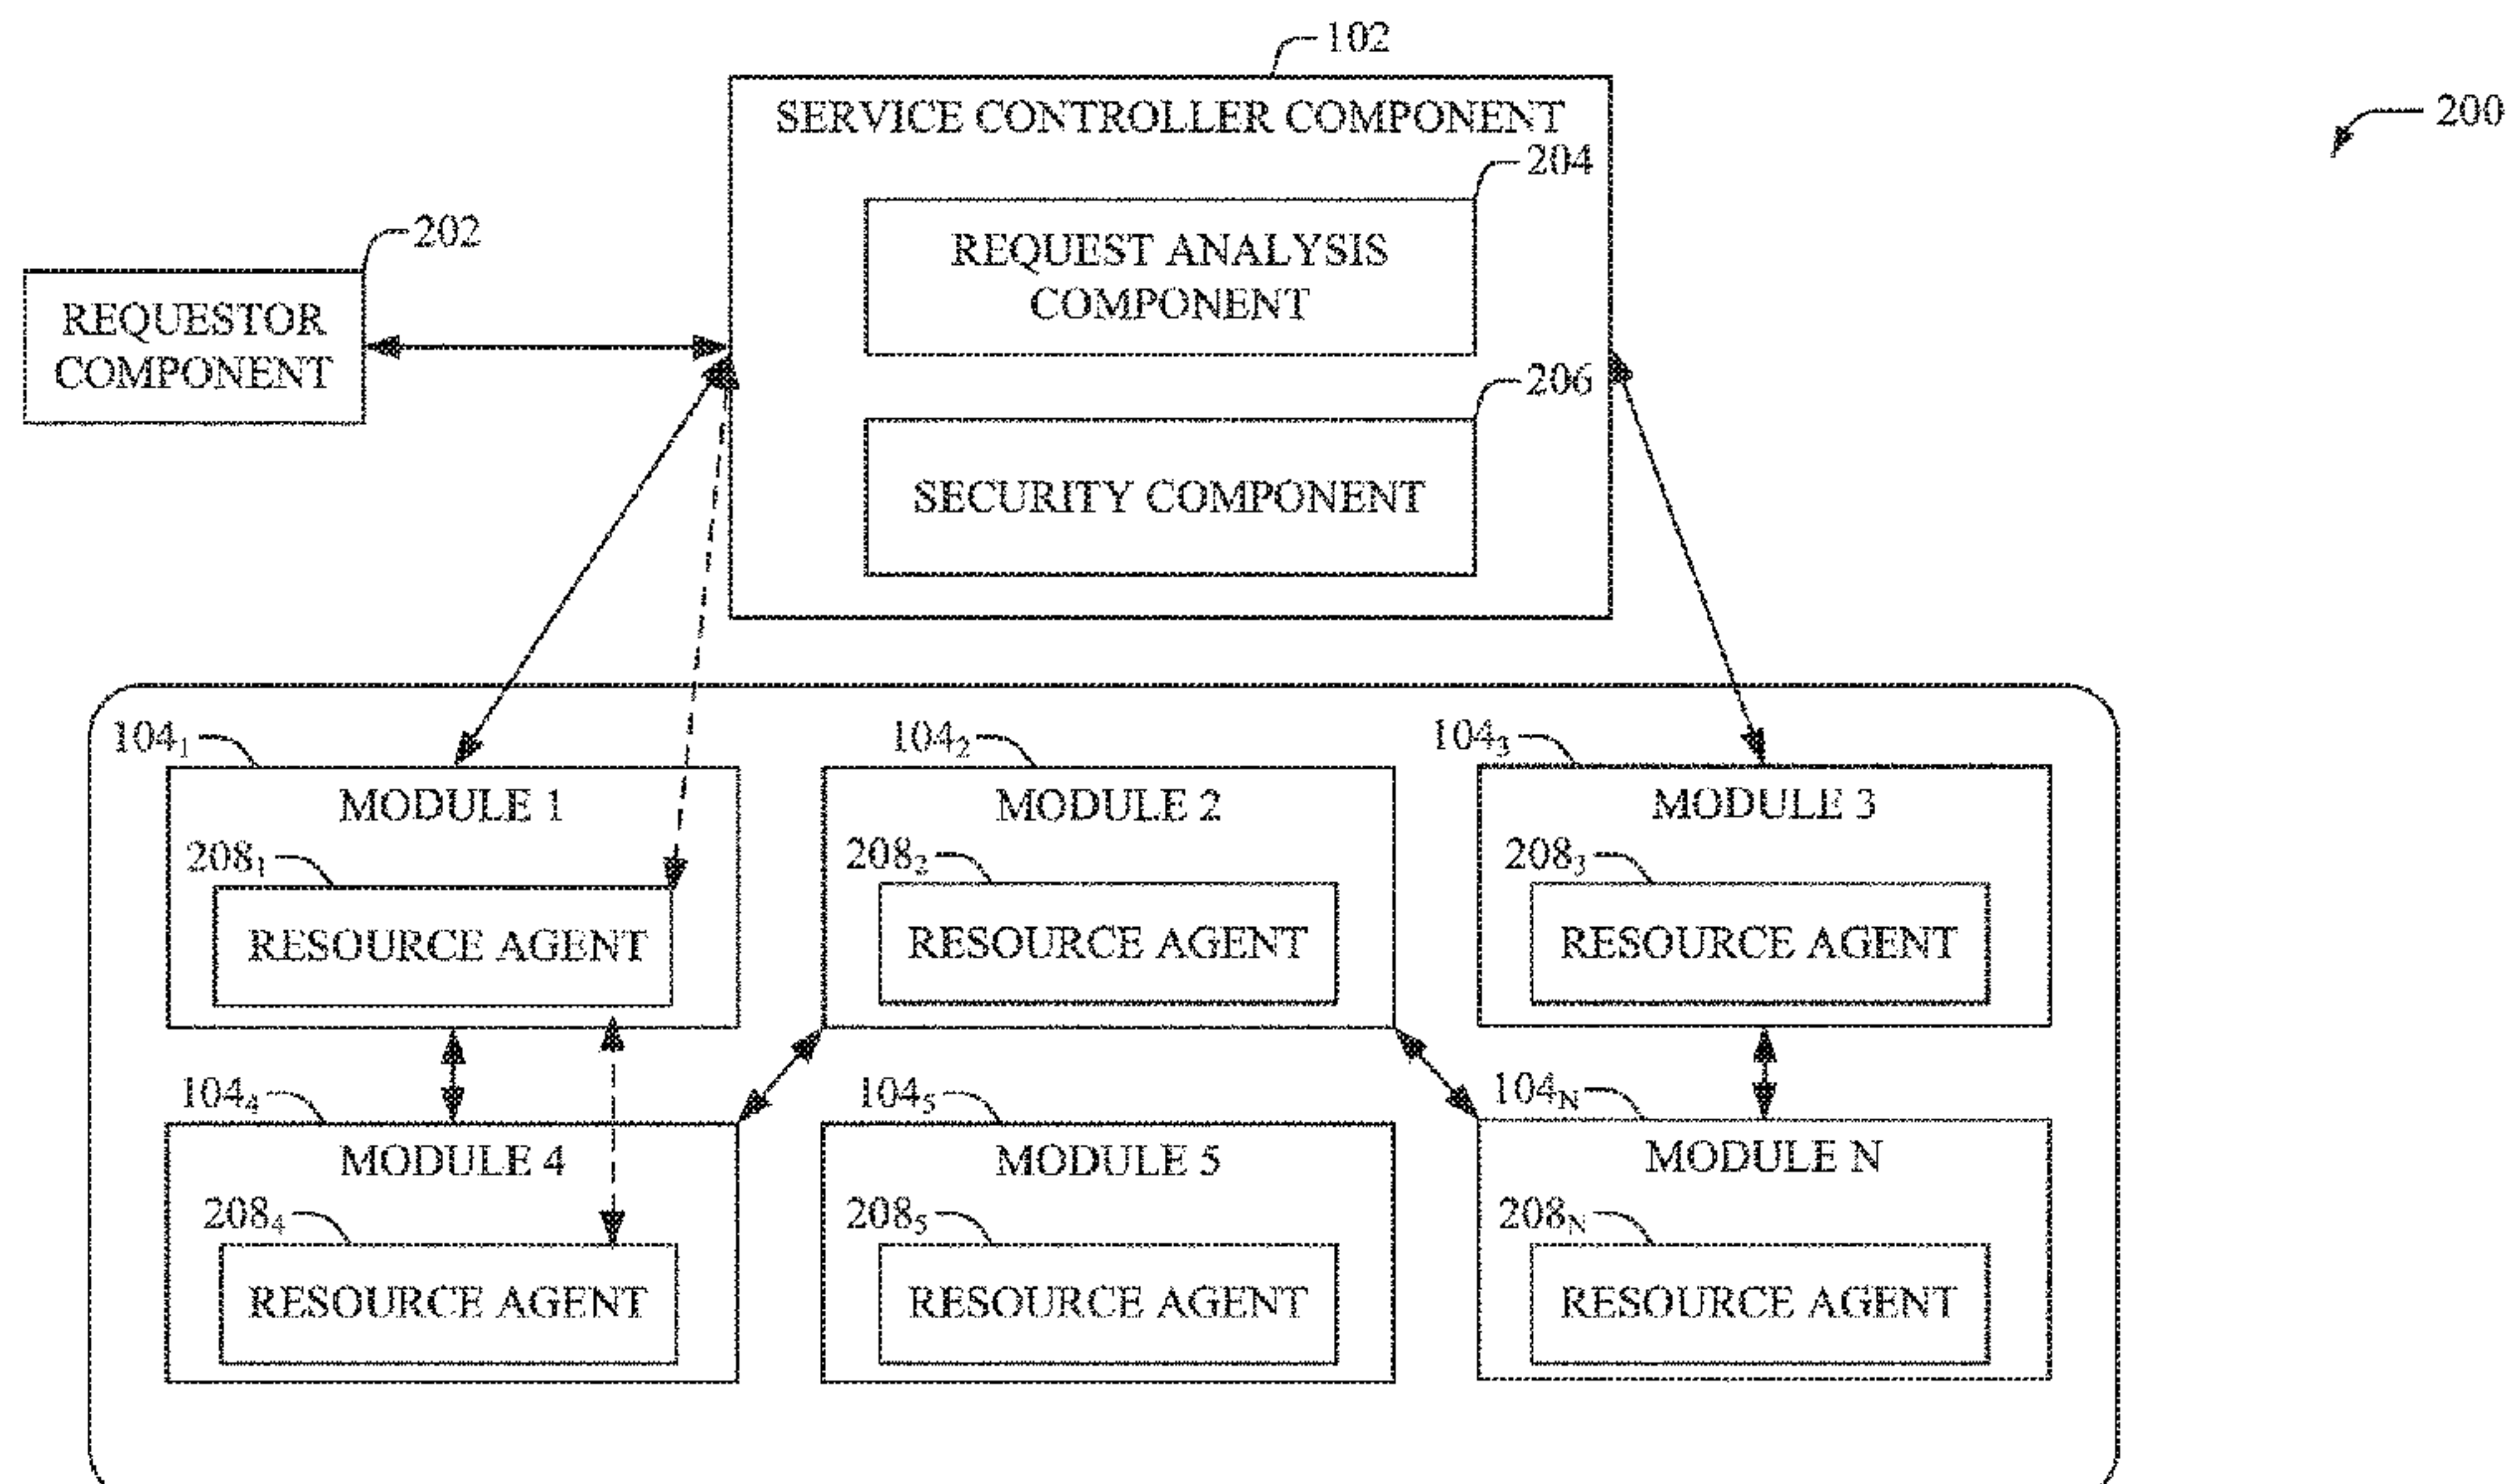 102
SERVICE CONTROLLER COMPONENT
200
204
REQUEST ANALYSIS
COMPONENT
202
REQUESTOR
COMPONENT
206
SECURITY COMPONENT
104₁
104₂
104₃
MODULE 1
MODULE 2
MODULE 3
208₁
208₂
208₃
RESOURCE AGENT
RESOURCE AGENT
RESOURCE AGENT
104₄
104₅
104N
MODULE 4
MODULE 5
MODULE N
208₄
208₅
208N
RESOURCE AGENT
RESOURCE AGENT
RESOURCE AGENT